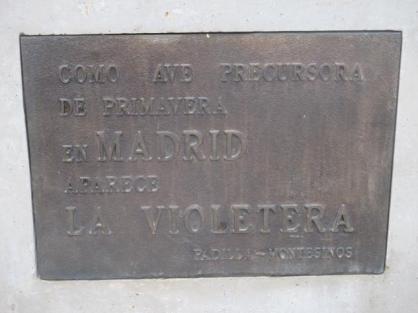 COMO AVE PRECURSORA
DE PRIMAVERA
EN MADRID
APARECE
LA VIOLETERA
PADILLA-MONTESINOS